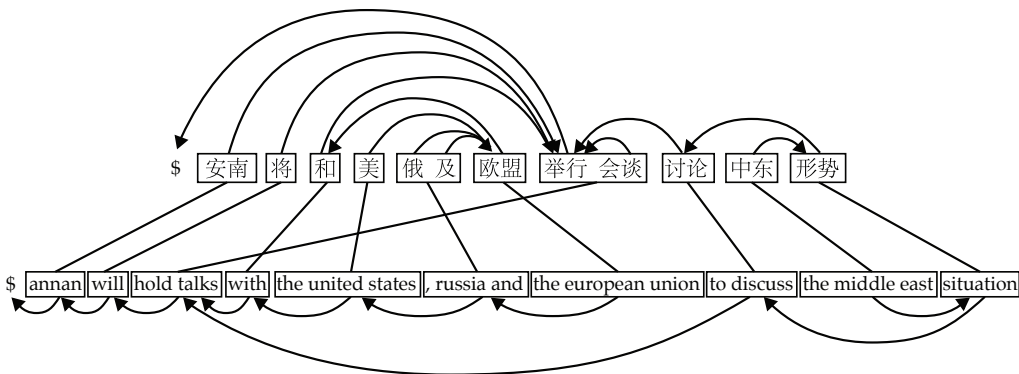 $ 安南 将 和 美 俄 及 欧盟 举行 会谈 讨论 中东 形势
$ annan will hold talks with the united states , russia and the european union to discuss the middle east situation